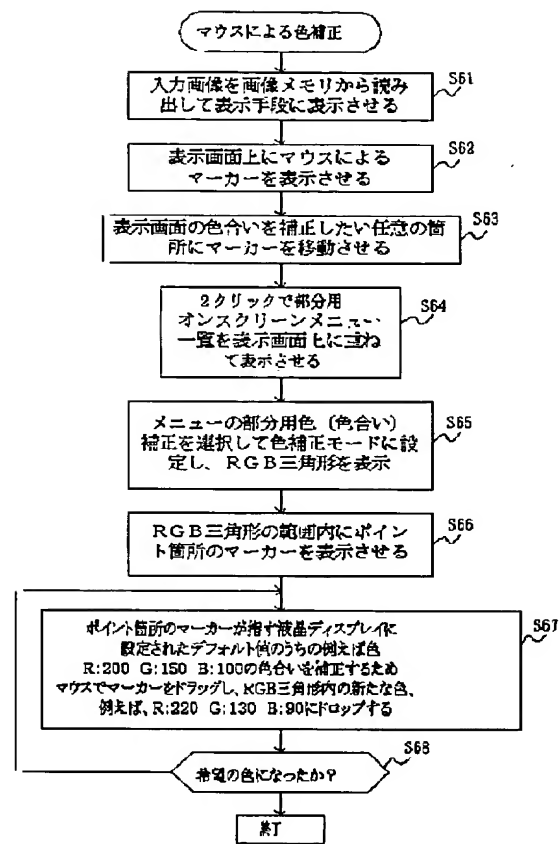 マウスによる色補正
S61
入力画像を画像メモリから読み
出して表示手段に表示させる
S62
表示画面上にマウスによる
マーカーを表示させる
S63
表示画面の色合いを補正したい任意の箇
所にマーカーを移動させる
S64
2クリックで部分用
オンスクリーンメニュー
一覧を表示画面上に重ね
て表示させる
S65
メニューの部分用色(色合い)
補正を選択して色補正モードに設
定し、RGB三角形を表示
S66
RGB三角形の範囲内にポイ
ント箇所のマーカーを表示させる
S67
ポイント箇所のマーカーが指す液晶ディスプレイに
設定されたデフォルト値のうちの例えば色
R:200 G:150 B:100の色合いを補正するため
マウスでマーカーをドラッグし、RGB三角形内の新たな色、
例えば、R:220 G:130 B:90にドロップする
S68
希望の色になったか?
終了